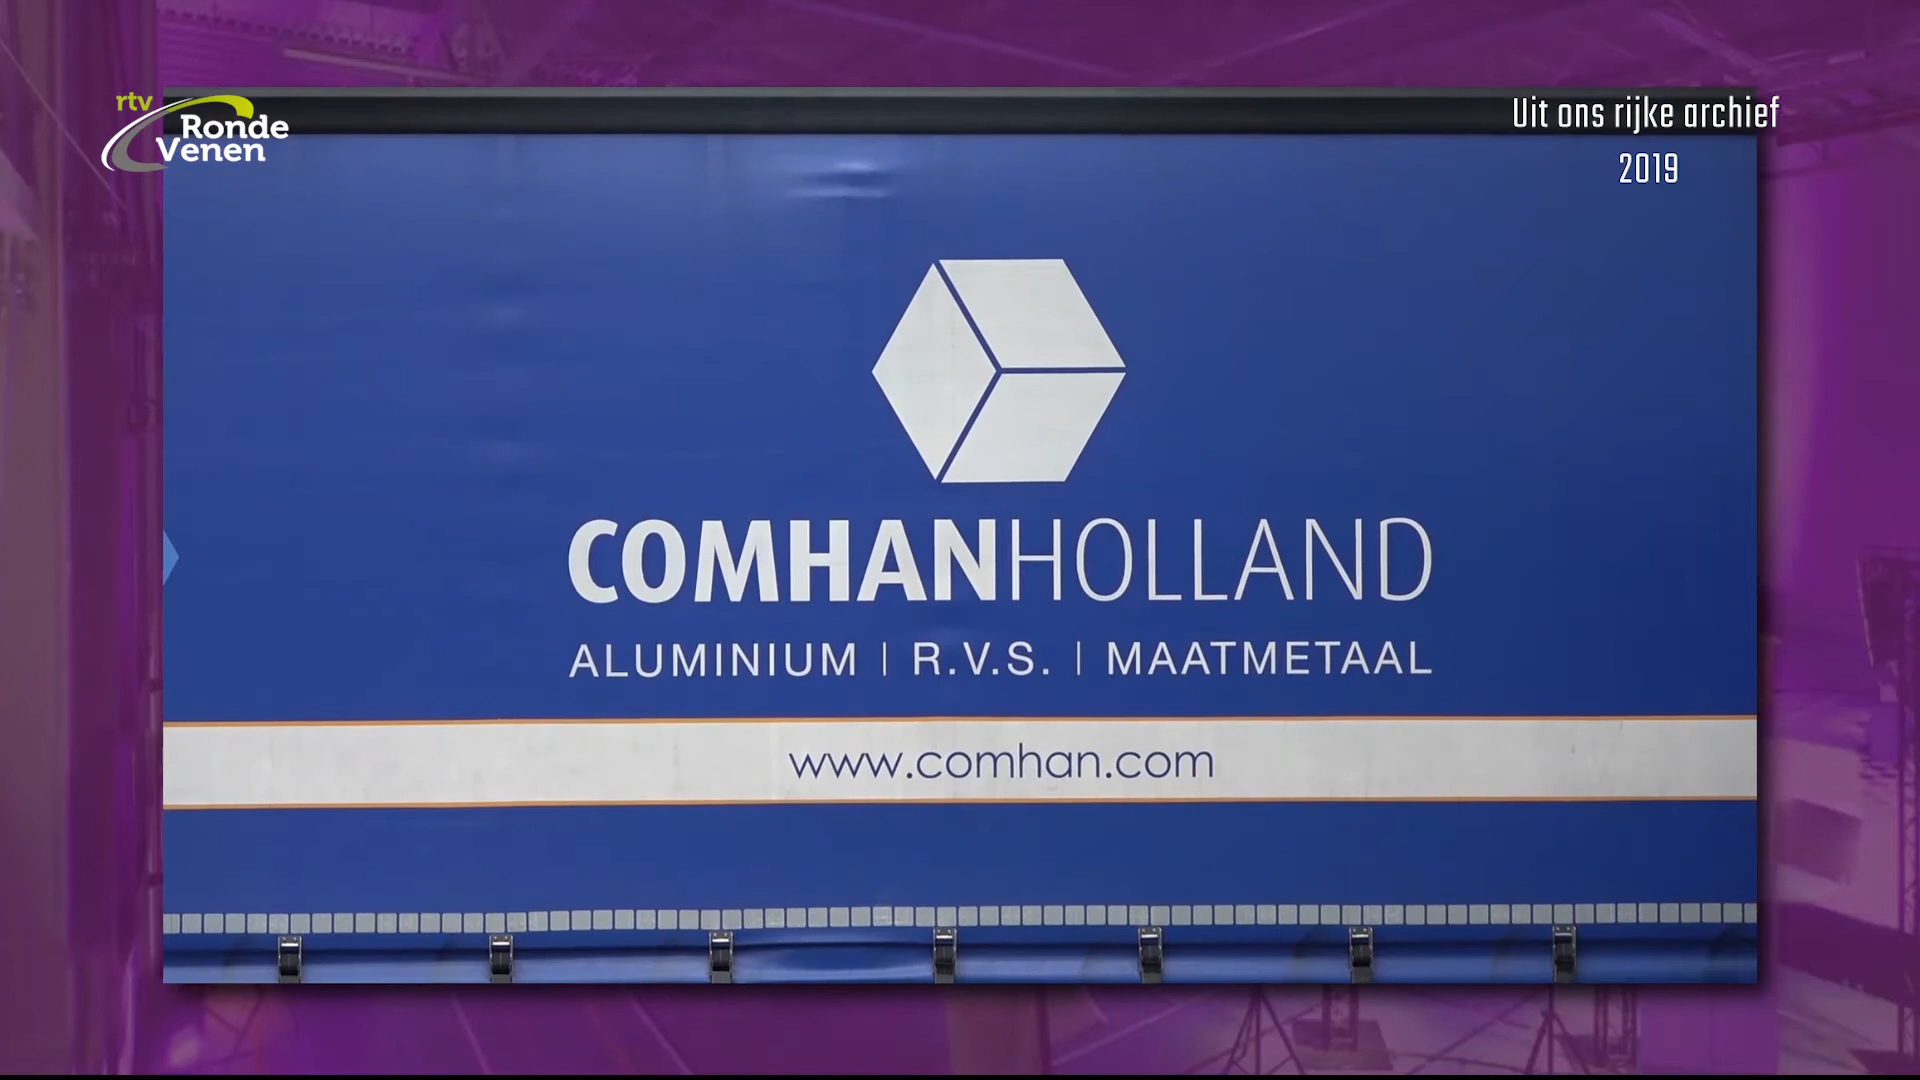 rtv
Ronde
Venen
Uit ons rijke archief
2019
COMHANHOLLAND
ALUMINIUM | R.V.S. | MAATMETAAL
www.comhan.com